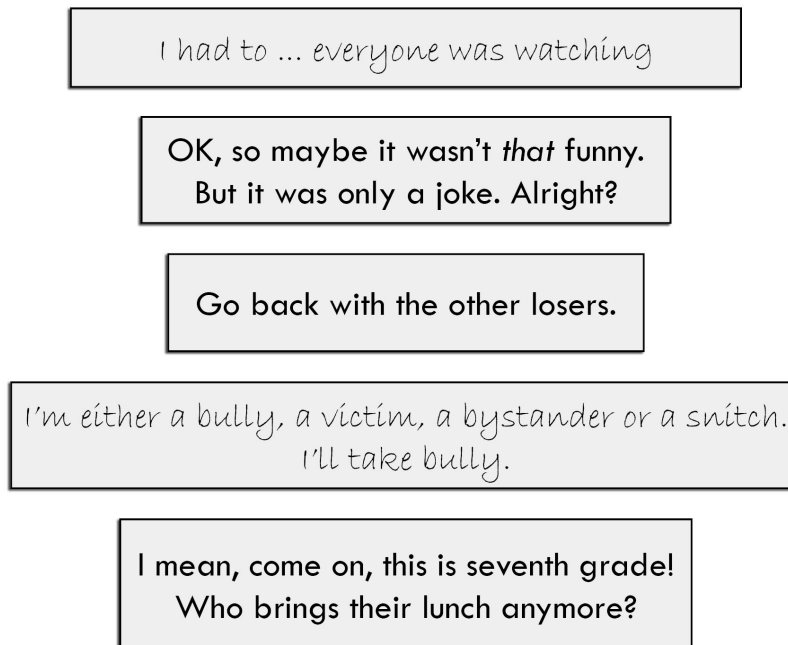 I had to ... everyone was watching
OK, so maybe it wasn't that funny.
But it was only a joke. Alright?
Go back with the other losers.
I'm either a bully, a victim, a bystander or a snitch.
I'll take bully.
I mean, come on, this is seventh grade!
Who brings their lunch anymore?